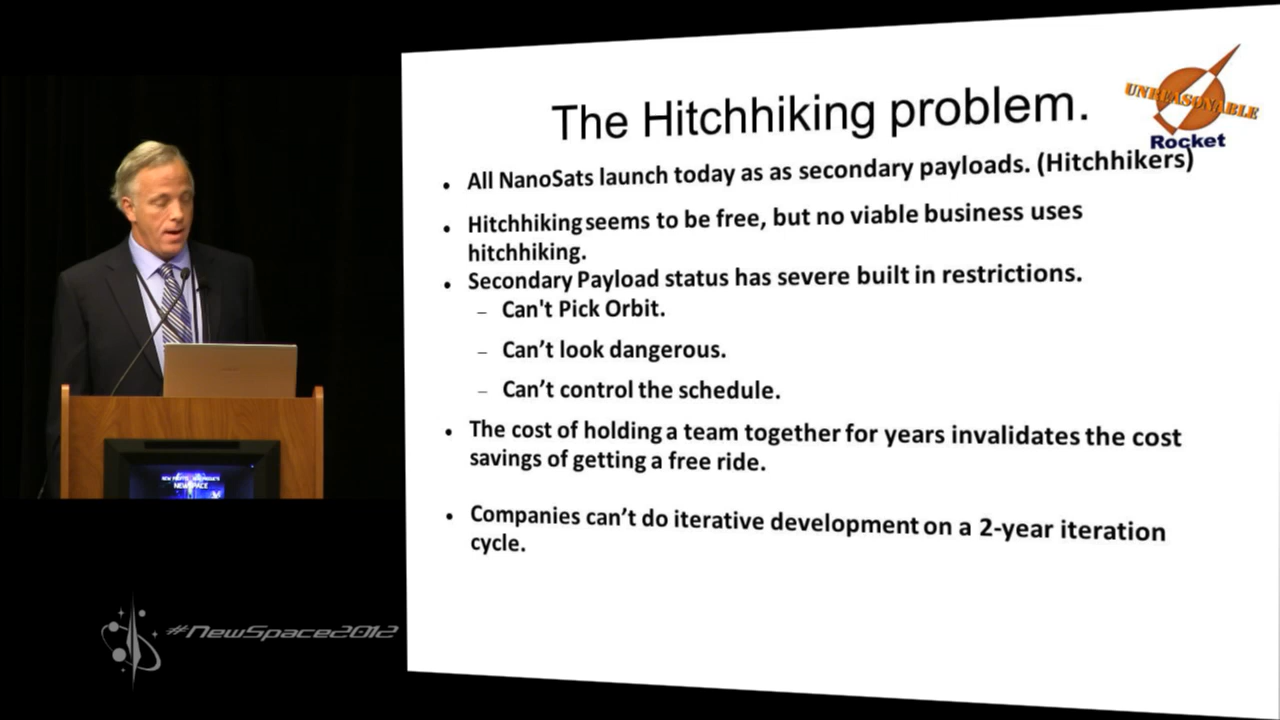 The Hitchhiking problem.
UNREASONABLE
Rocket
• All NanoSats launch today as as secondary payloads. (Hitchhikers)
• Hitchhiking seems to be free, but no viable business uses
hitchhiking.
• Secondary Payload status has severe built in restrictions.
– Can't Pick Orbit.
– Can’t look dangerous.
– Can’t control the schedule.
• The cost of holding a team together for years invalidates the cost
savings of getting a free ride.
• Companies can’t do iterative development on a 2-year iteration
cycle.
NEWSPACE
#NewSpace2012